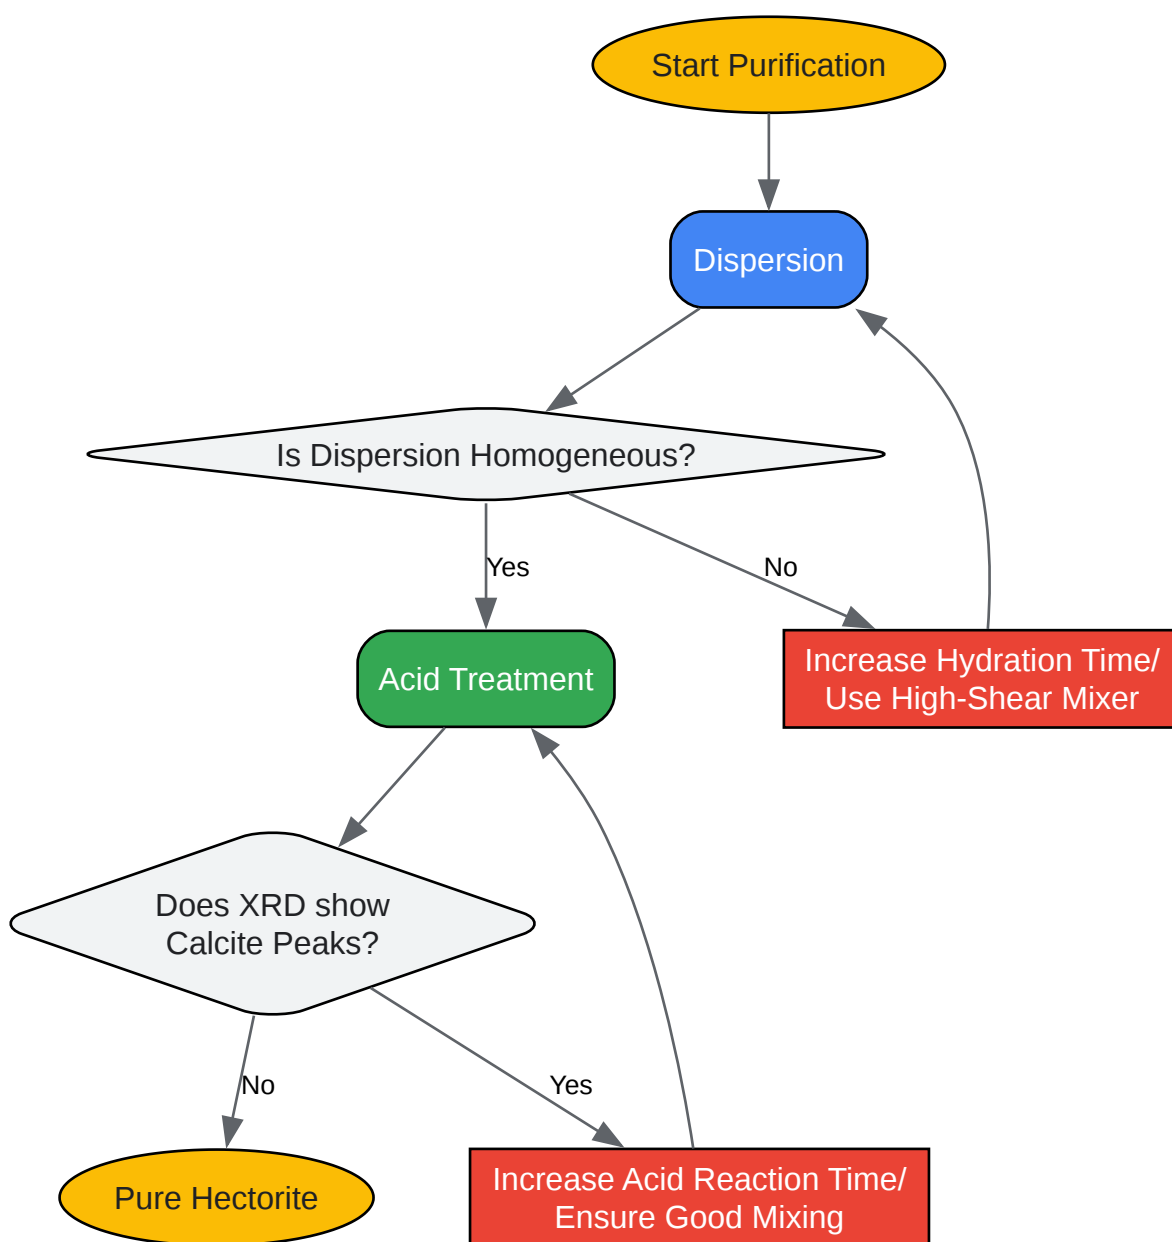 Start Purification
Dispersion
Is Dispersion Homogeneous?
Yes
No
Acid Treatment
Increase Hydration Time/
Use High-Shear Mixer
Does XRD show
Calcite Peaks?
No
Yes
Pure Hectorite
Increase Acid Reaction Time/
Ensure Good Mixing